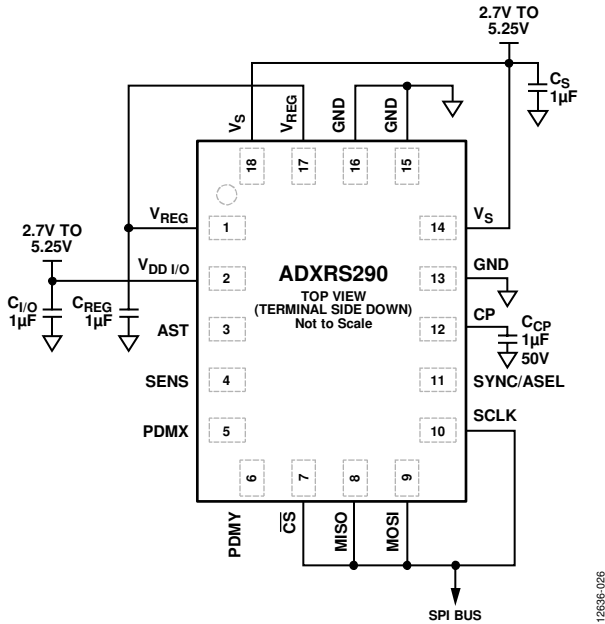 2.7V TO
5.25V
CS
1µF
VS
VREG
GND
GND
18
17
16
15
VREG
1
14
VS
2.7V TO
5.25V
VDD I/O
2
ADXRS290
TOP VIEW
(TERMINAL SIDE DOWN)
Not to Scale
13
GND
CI/O
1µF
CREG
1µF
AST
3
12
CP
CCP
1µF
50V
SENS
4
11
SYNC/ASEL
PDMX
5
10
SCLK
6
7
8
9
PDMY
CS
MISO
MOSI
SPI BUS
12636-026